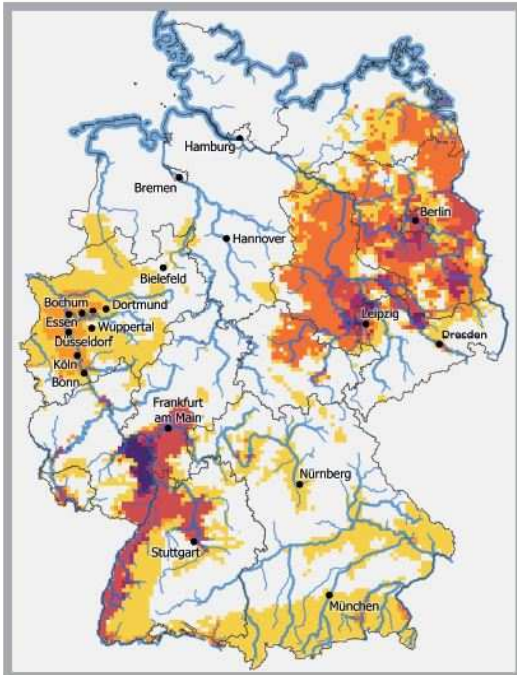 Hamburg
Bremen
Berlin
Hannover
Bielefeld
Bochum
Dortmund
Essen
Wuppertal
Düsseldorf
Leipzig
Dresden
Köln
Bonn
Frankfurt
am Main
Nürnberg
Stuttgart
München